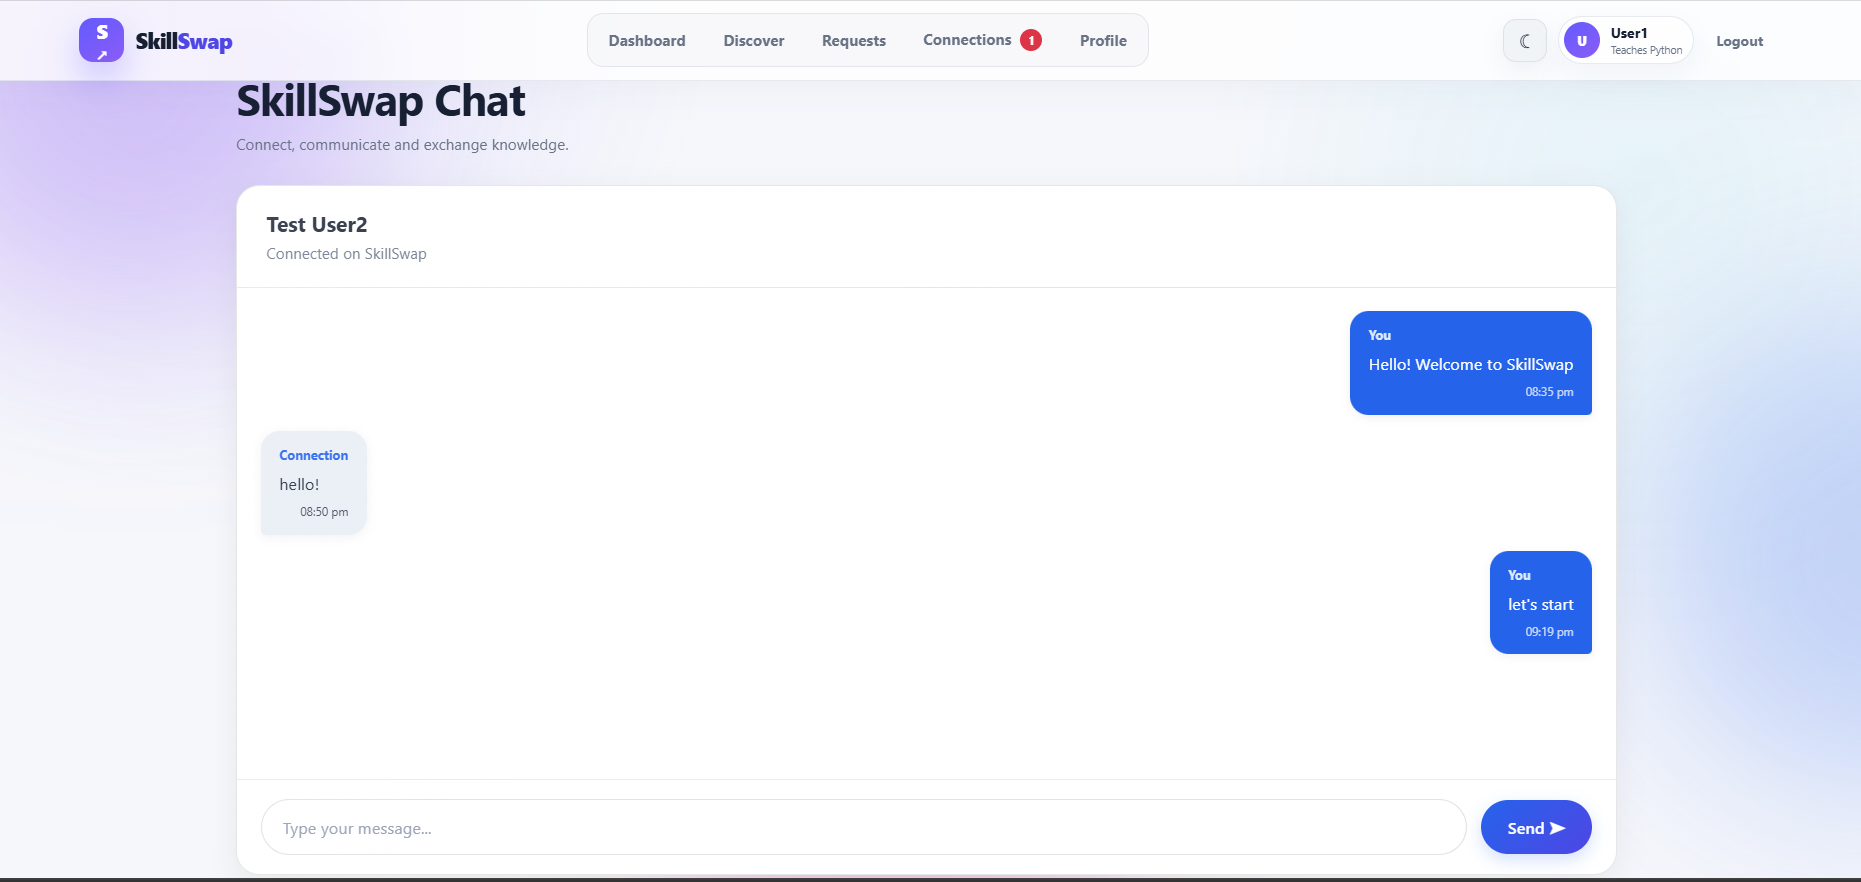 S
SkillSwap
Dashboard
Discover
Requests
Connections 1
Profile
☾
U
User1
Teaches Python
Logout
SkillSwap Chat
Connect, communicate and exchange knowledge.
Test User2
Connected on SkillSwap
You
Hello! Welcome to SkillSwap
08:35 pm
Connection
hello!
08:50 pm
You
let's start
09:19 pm
Type your message...
Send ➤